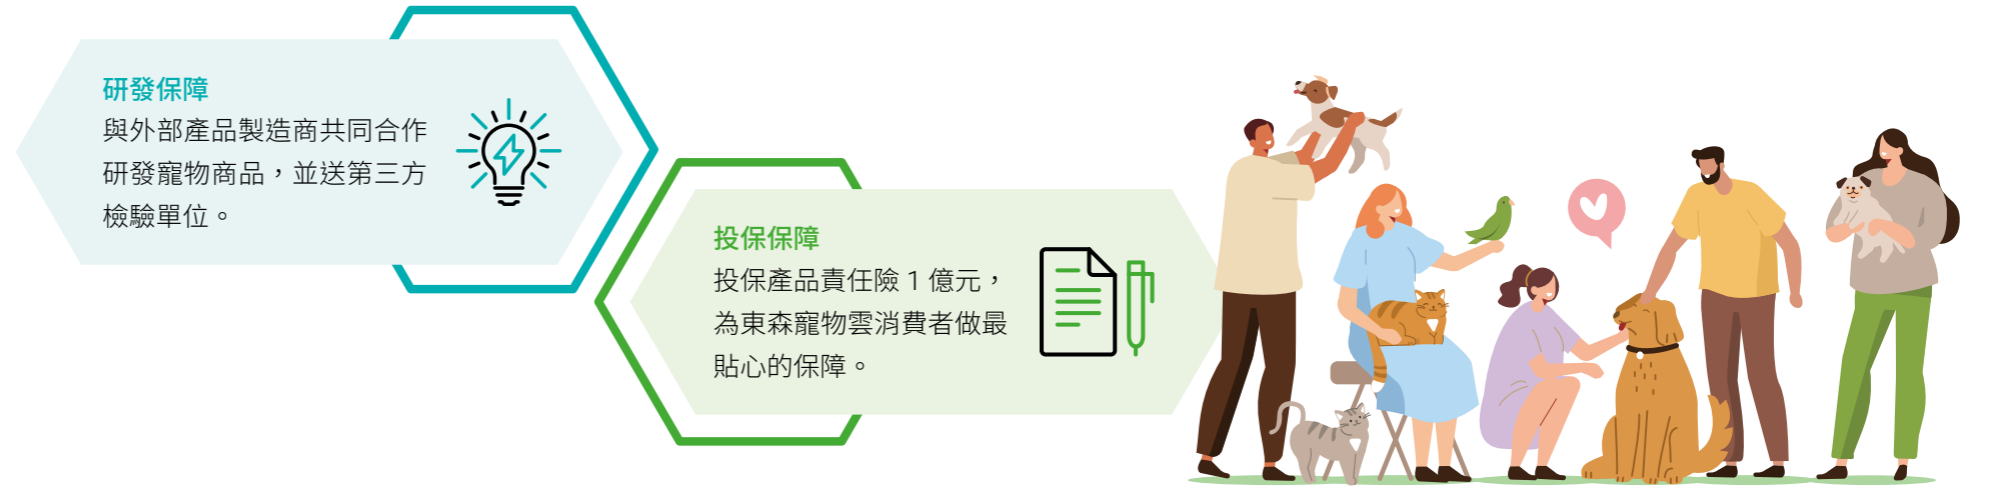 研發保障
與外部產品製造商共同合作
研發寵物商品，並送第三方
檢驗單位。
投保保障
投保產品責任險 1 億元，
為東森寵物雲消費者做最
貼心的保障。